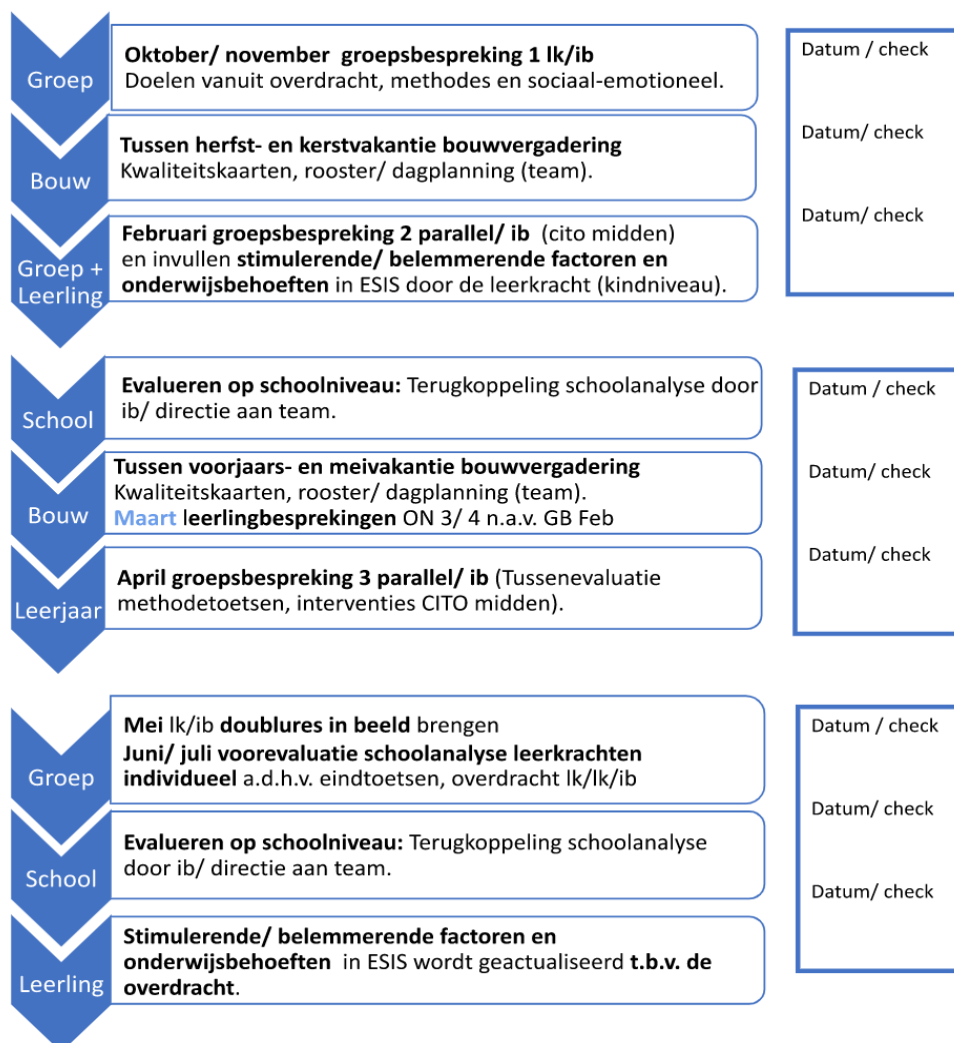 Groep
Oktober/ november groepsbespreking 1 lk/ib
Doelen vanuit overdracht, methodes en sociaal-emotioneel.
Datum / check
Bouw
Tussen herfst- en kerstvakantie bouwvergadering
Kwaliteitskaarten, rooster/ dagplanning (team).
Datum/ check
Groep +
Leerling
Februari groepsbespreking 2 parallel/ ib (cito midden)
en invullen stimulerende/ belemmerende factoren en
onderwijsbehoeften in ESIS door de leerkracht (kindniveau).
Datum/ check
School
Evalueren op schoolniveau: Terugkoppeling schoolanalyse door
ib/ directie aan team.
Datum / check
Bouw
Tussen voorjaars- en meivakantie bouwvergadering
Kwaliteitskaarten, rooster/ dagplanning (team).
Maart leerlingbesprekingen ON 3/ 4 n.a.v. GB Feb
Datum/ check
Leerjaar
April groepsbespreking 3 parallel/ ib (Tussenevaluatie
methodetoetsen, interventies CITO midden).
Datum/ check
Groep
Mei lk/ib doublures in beeld brengen
Juni/ juli voorevaluatie schoolanalyse leerkrachten
individueel a.d.h.v. eindtoetsen, overdracht lk/lk/ib
Datum / check
School
Evalueren op schoolniveau: Terugkoppeling schoolanalyse
door ib/ directie aan team.
Datum/ check
Leerling
Stimulerende/ belemmerende factoren en
onderwijsbehoeften in ESIS wordt geactualiseerd t.b.v. de
overdracht.
Datum/ check